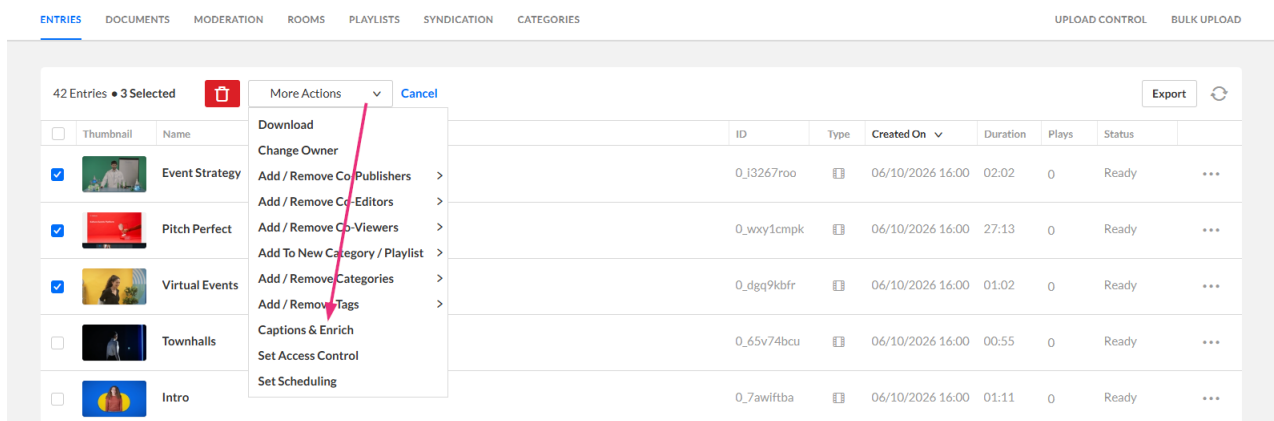 ENTRIES DOCUMENTS MODERATION ROOMS PLAYLISTS SYNDICATION CATEGORIES UPLOAD CONTROL BULK UPLOAD
42 Entries • 3 Selected More Actions Cancel Export
Download
Change Owner
Add / Remove Co-Publishers
Add / Remove Co-Editors
Add / Remove Co-Viewers
Add To New Category / Playlist
Add / Remove Categories
Add / Remove Tags
Captions & Enrich
Set Access Control
Set Scheduling
Thumbnail Name ID Type Created On Duration Plays Status
Event Strategy 0_i3267roo 06/10/2026 16:00 02:02 0 Ready
Pitch Perfect 0_wxy1cmpk 06/10/2026 16:00 27:13 0 Ready
Virtual Events 0_dgq9kbfr 06/10/2026 16:00 01:02 0 Ready
Townhalls 0_65v74bcu 06/10/2026 16:00 00:55 0 Ready
Intro 0_7awiftba 06/10/2026 16:00 01:11 0 Ready